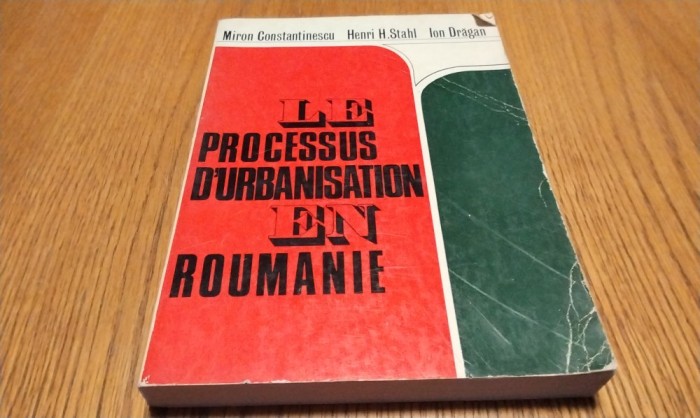 Miron Constantinescu Henri H. Stahl Ion Drăgan
LE
PROCESSUS
D'URBANISATION
EN
ROUMANIE